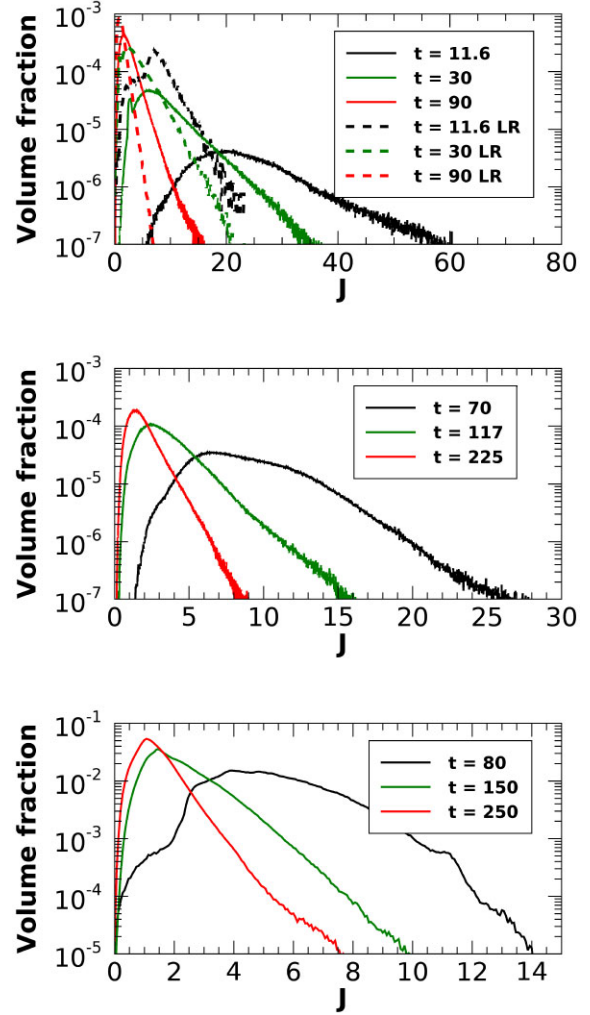 Volume fraction
10-3
10-4
10-5
10-6
10-7
t = 11.6
t = 30
t = 90
t = 11.6 LR
t = 30 LR
t = 90 LR
0 20 40 60 80
J
Volume fraction
10-3
10-4
10-5
10-6
10-7
t = 70
t = 117
t = 225
0 5 10 15 20 25 30
J
Volume fraction
10-1
10-2
10-3
10-4
10-5
t = 80
t = 150
t = 250
0 2 4 6 8 10 12 14
J